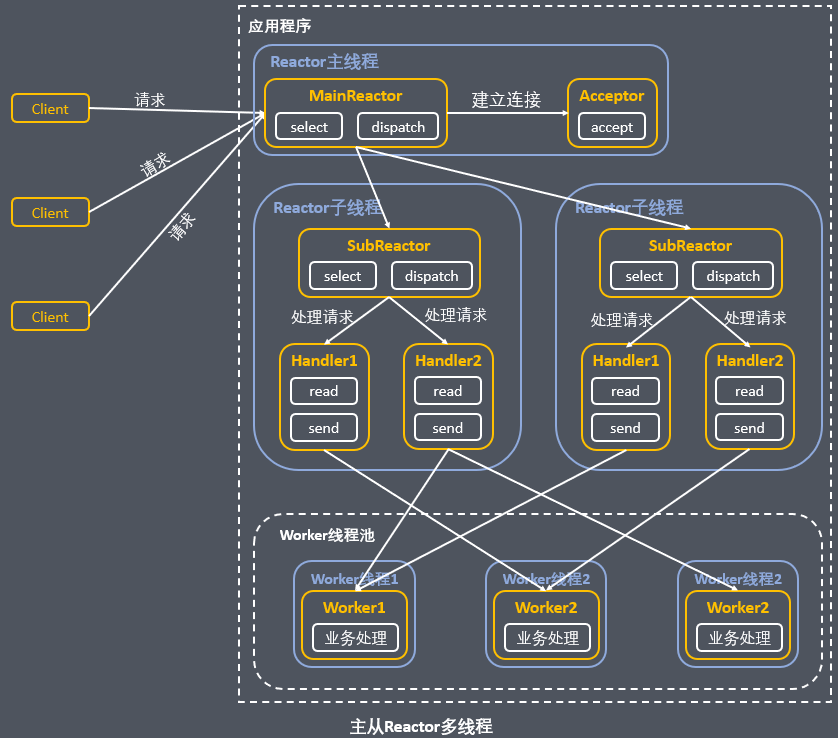 应用程序
Reactor主线程
MainReactor
select
dispatch
建立连接
Acceptor
accept
Client
请求
Client
请求
Client
请求
Reactor子线程
SubReactor
select
dispatch
处理请求
处理请求
Handler1
read
send
Handler2
read
send
Reactor子线程
SubReactor
select
dispatch
处理请求
处理请求
Handler1
read
send
Handler2
read
send
Worker线程池
Worker线程1
Worker1
业务处理
Worker线程2
Worker2
业务处理
Worker线程2
Worker2
业务处理
主从Reactor多线程